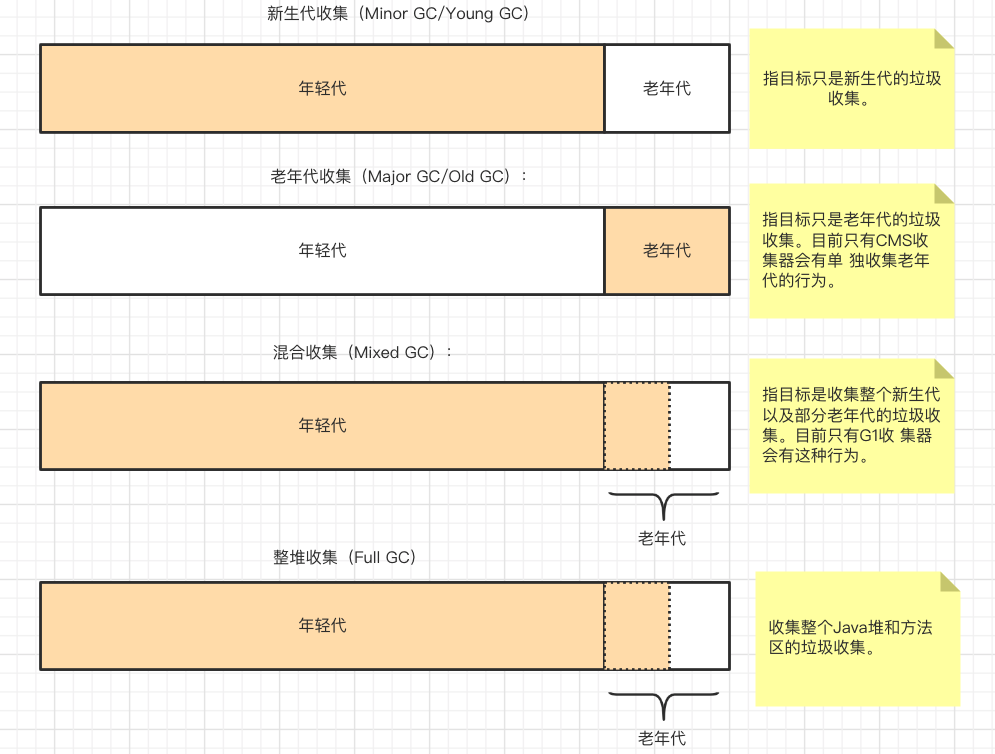 新生代收集（Minor GC/Young GC）
年轻代
老年代
指目标只是新生代的垃圾
收集。
老年代收集（Major GC/Old GC）：
年轻代
老年代
指目标只是老年代的垃圾
收集。目前只有CMS收
集器会有单 独收集老年
代的行为。
混合收集（Mixed GC）：
年轻代
指目标是收集整个新生代
以及部分老年代的垃圾收
集。目前只有G1收 集器
会有这种行为。
老年代
整堆收集（Full GC）
年轻代
收集整个Java堆和方法
区的垃圾收集。
老年代